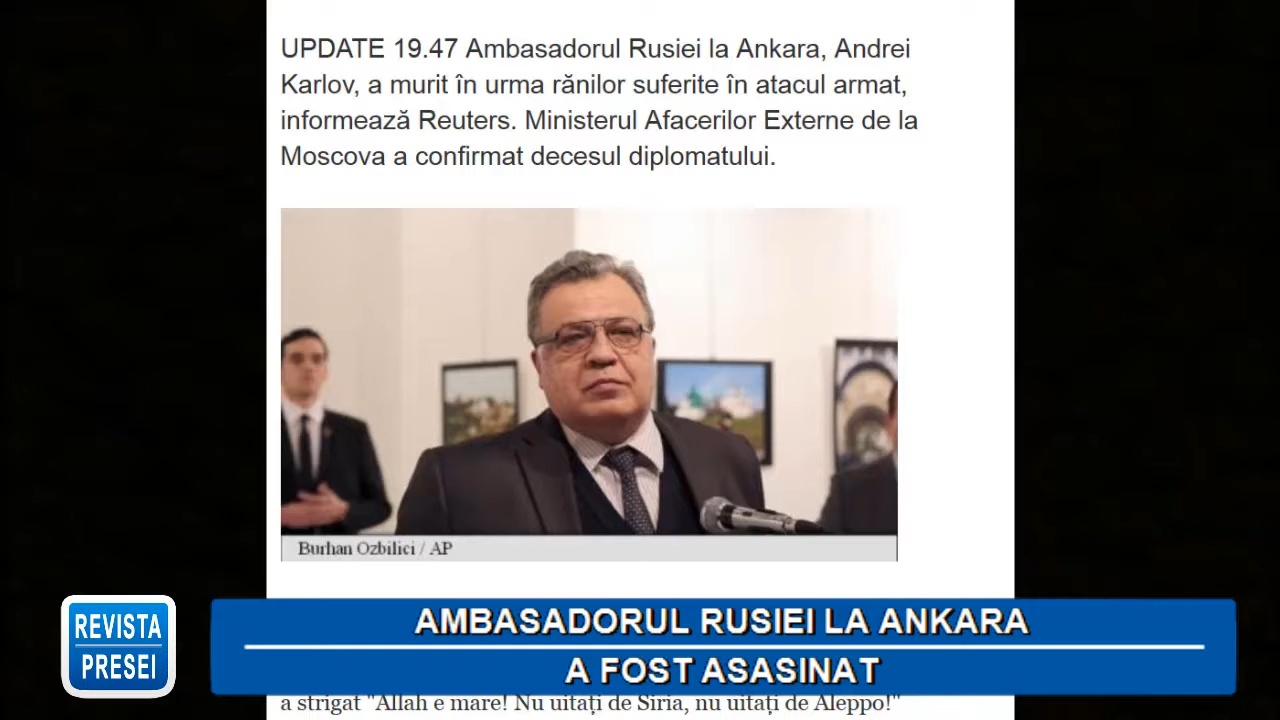 UPDATE 19.47 Ambasadorul Rusiei la Ankara, Andrei
Karlov, a murit în urma rănilor suferite în atacul armat,
informează Reuters. Ministerul Afacerilor Externe de la
Moscova a confirmat decesul diplomatului.
Burhan Ozbilici / AP
REVISTA
PRESEI
AMBASADORUL RUSIEI LA ANKARA
A FOST ASASINAT
a strigat "Allah e mare! Nu uitați de Siria, nu uitați de Aleppo!"